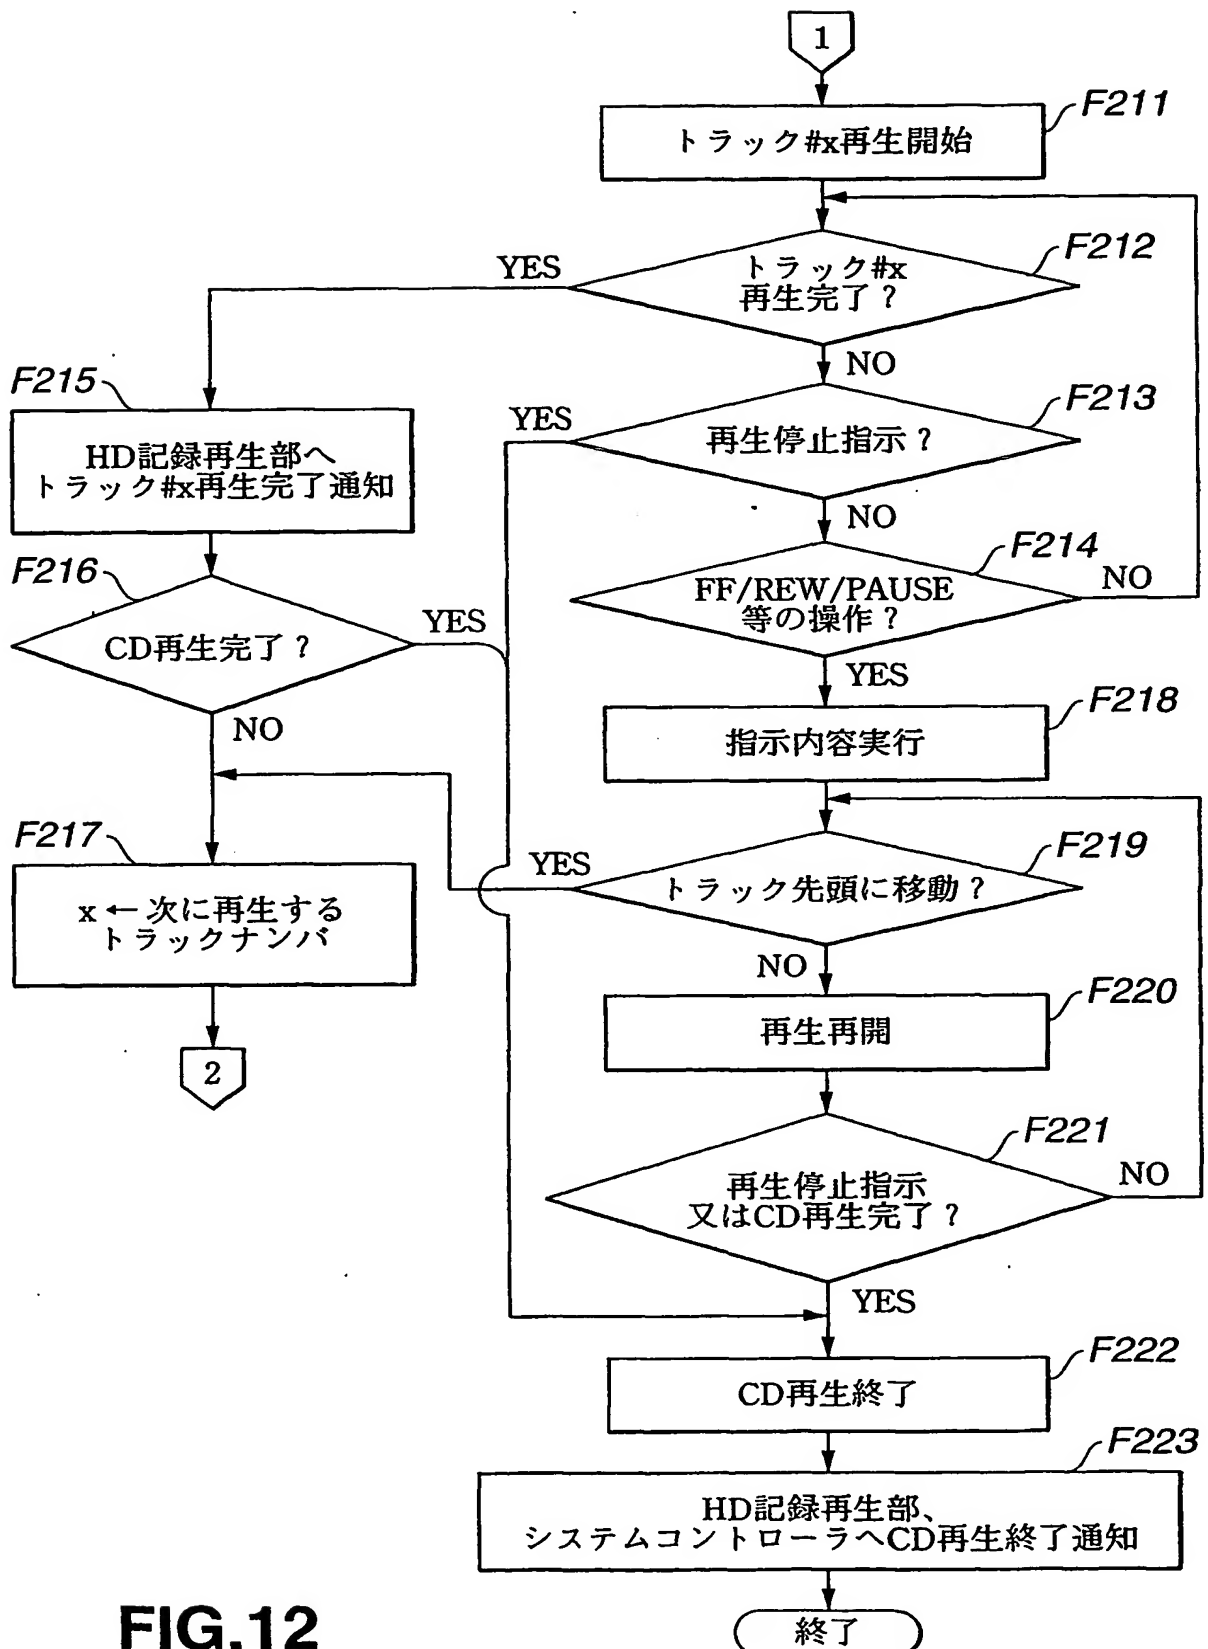 1
F211
トラック#x再生開始
F212
トラック#x
再生完了?
YES
NO
F213
再生停止指示?
YES
NO
F214
FF/REW/PAUSE
等の操作?
NO
YES
F215
HD記録再生部へ
トラック#x再生完了通知
F216
CD再生完了?
YES
NO
F217
x←次に再生する
トラックナンバ
2
F218
指示内容実行
F219
トラック先頭に移動?
YES
NO
F220
再生再開
F221
再生停止指示
又はCD再生完了?
NO
YES
F222
CD再生終了
F223
HD記録再生部、
システムコントローラへCD再生終了通知
終了
FIG.12